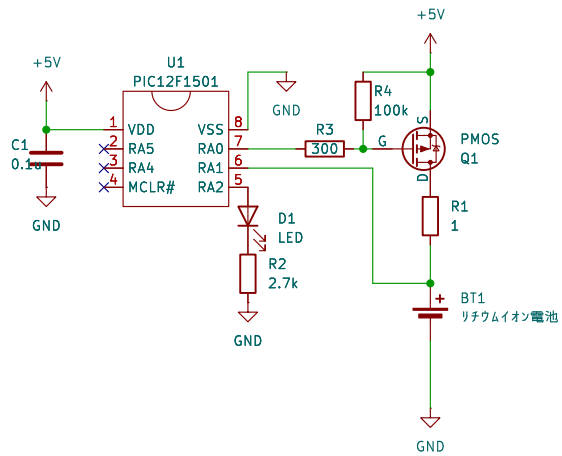 +5V
+5V
U1
PIC12F1501
C1
0.1u
GND
1 VDD
2 RA5
3 RA4
4 MCLR#
VSS 8
RA0 7
RA1 6
RA2 5
GND
R4
100k
R3
300
G
S
D
PMOS
Q1
D1
LED
R2
2.7k
GND
R1
1
+
BT1
リチウムイオン電池
GND